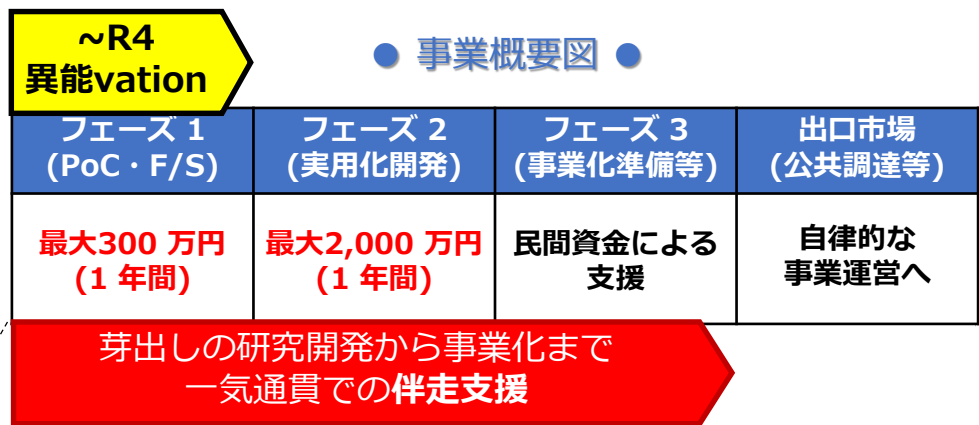 ~R4
異能vation
● 事業概要図 ●
フェーズ 1
(PoC・F/S)
フェーズ 2
(実用化開発)
フェーズ 3
(事業化準備等)
出口市場
(公共調達等)
最大300 万円
(1 年間)
最大2,000 万円
(1 年間)
民間資金による
支援
自律的な
事業運営へ
芽出しの研究開発から事業化まで
一気通貫での伴走支援